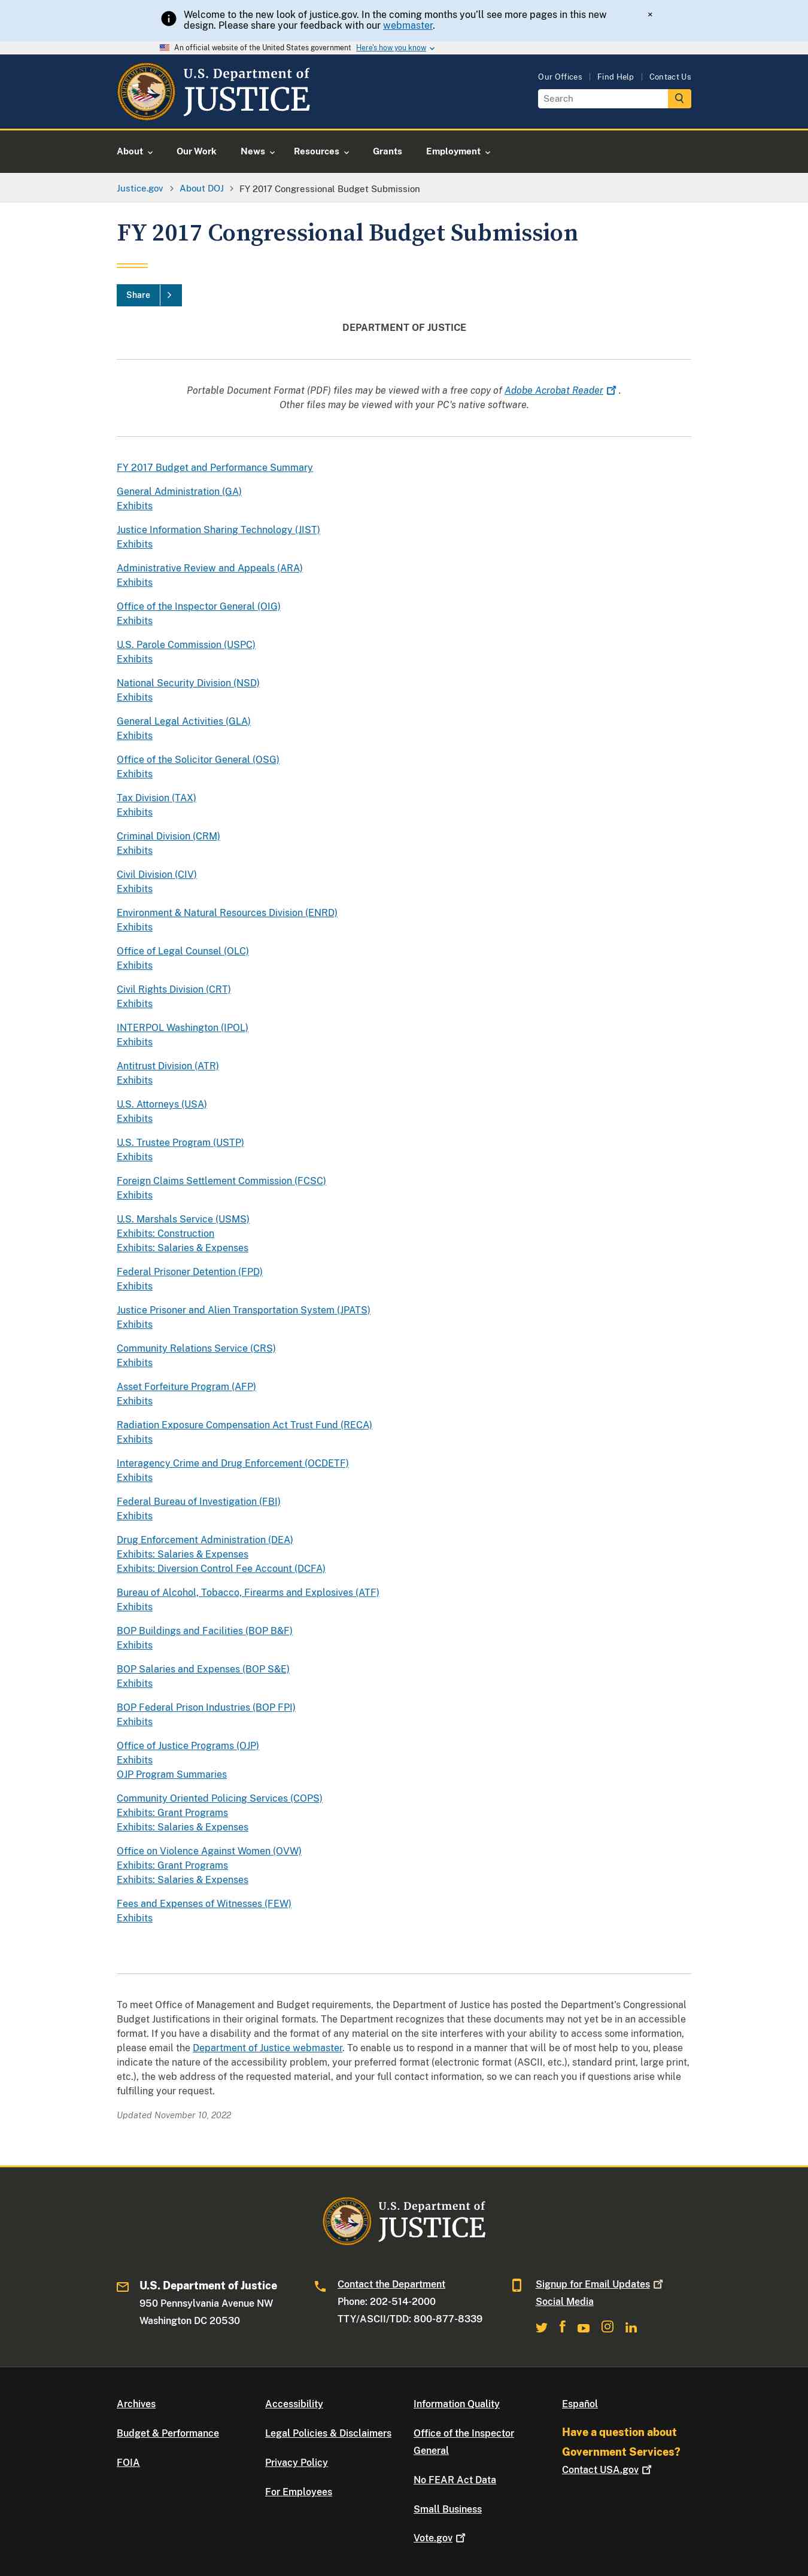 Welcome to the new look of justice.gov. In the coming months you'll see more pages in this new
design. Please share your feedback with our webmaster.
×
An official website of the United States government Here's how you know
U.S. Department of
JUSTICE
Our Offices | Find Help | Contact Us
Search
About Our Work News Resources Grants Employment
Justice.gov > About DOJ > FY 2017 Congressional Budget Submission
FY 2017 Congressional Budget Submission
Share
DEPARTMENT OF JUSTICE
Portable Document Format (PDF) files may be viewed with a free copy of Adobe Acrobat Reader .
Other files may be viewed with your PC's native software.
FY 2017 Budget and Performance Summary
General Administration (GA)
Exhibits
Justice Information Sharing Technology (JIST)
Exhibits
Administrative Review and Appeals (ARA)
Exhibits
Office of the Inspector General (OIG)
Exhibits
U.S. Parole Commission (USPC)
Exhibits
National Security Division (NSD)
Exhibits
General Legal Activities (GLA)
Exhibits
Office of the Solicitor General (OSG)
Exhibits
Tax Division (TAX)
Exhibits
Criminal Division (CRM)
Exhibits
Civil Division (CIV)
Exhibits
Environment & Natural Resources Division (ENRD)
Exhibits
Office of Legal Counsel (OLC)
Exhibits
Civil Rights Division (CRT)
Exhibits
INTERPOL Washington (IPOL)
Exhibits
Antitrust Division (ATR)
Exhibits
U.S. Attorneys (USA)
Exhibits
U.S. Trustee Program (USTP)
Exhibits
Foreign Claims Settlement Commission (FCSC)
Exhibits
U.S. Marshals Service (USMS)
Exhibits: Construction
Exhibits: Salaries & Expenses
Federal Prisoner Detention (FPD)
Exhibits
Justice Prisoner and Alien Transportation System (JPATS)
Exhibits
Community Relations Service (CRS)
Exhibits
Asset Forfeiture Program (AFP)
Exhibits
Radiation Exposure Compensation Act Trust Fund (RECA)
Exhibits
Interagency Crime and Drug Enforcement (OCDETF)
Exhibits
Federal Bureau of Investigation (FBI)
Exhibits
Drug Enforcement Administration (DEA)
Exhibits: Salaries & Expenses
Exhibits: Diversion Control Fee Account (DCFA)
Bureau of Alcohol, Tobacco, Firearms and Explosives (ATF)
Exhibits
BOP Buildings and Facilities (BOP B&F)
Exhibits
BOP Salaries and Expenses (BOP S&E)
Exhibits
BOP Federal Prison Industries (BOP FPI)
Exhibits
Office of Justice Programs (OJP)
Exhibits
OJP Program Summaries
Community Oriented Policing Services (COPS)
Exhibits: Grant Programs
Exhibits: Salaries & Expenses
Office on Violence Against Women (OVW)
Exhibits: Grant Programs
Exhibits: Salaries & Expenses
Fees and Expenses of Witnesses (FEW)
Exhibits
To meet Office of Management and Budget requirements, the Department of Justice has posted the Department's Congressional
Budget Justifications in their original formats. The Department recognizes that these documents may not yet be in an accessible
format. If you have a disability and the format of any material on the site interferes with your ability to access some information,
please email the Department of Justice webmaster. To enable us to respond in a manner that will be of most help to you, please
indicate the nature of the accessibility problem, your preferred format (electronic format (ASCII, etc.), standard print, large print,
etc.), the web address of the requested material, and your full contact information, so we can reach you if questions arise while
fulfilling your request.
Updated November 10, 2022
U.S. Department of
JUSTICE
U.S. Department of Justice
950 Pennsylvania Avenue NW
Washington DC 20530
Contact the Department
Phone: 202-514-2000
TTY/ASCII/TDD: 800-877-8339
Signup for Email Updates
Social Media
Archives
Budget & Performance
FOIA
Accessibility
Legal Policies & Disclaimers
Privacy Policy
For Employees
Information Quality
Office of the Inspector
General
No FEAR Act Data
Small Business
Vote.gov
Español
Have a question about
Government Services?
Contact USA.gov